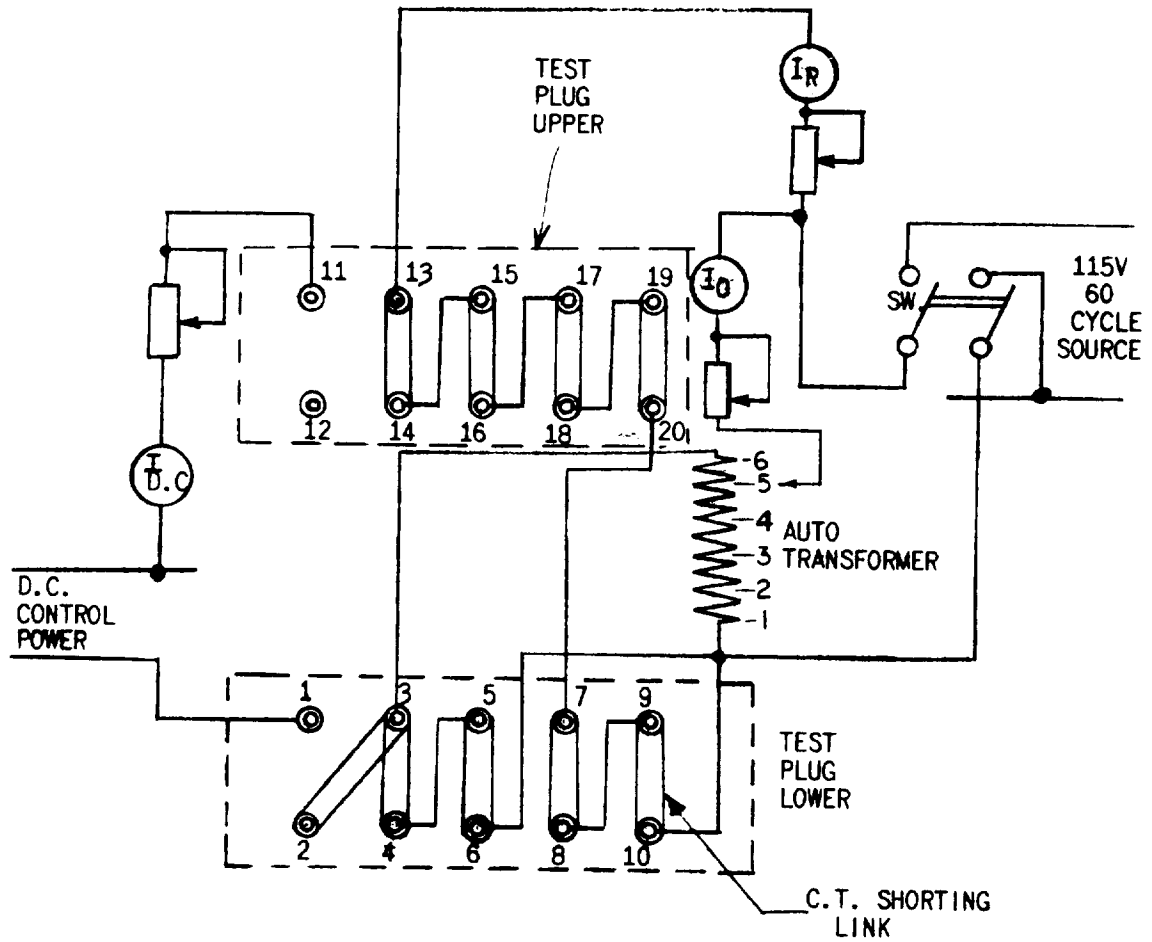 TEST
PLUG
UPPER
IR
11
13
15
17
19
IO
115V
60
CYCLE
SOURCE
SW
12
14
16
18
20
I
D.C
6
5
4
3
2
1
AUTO
TRANSFORMER
D.C.
CONTROL
POWER
1
3
5
7
9
TEST
PLUG
LOWER
2
4
6
8
10
C.T. SHORTING
LINK